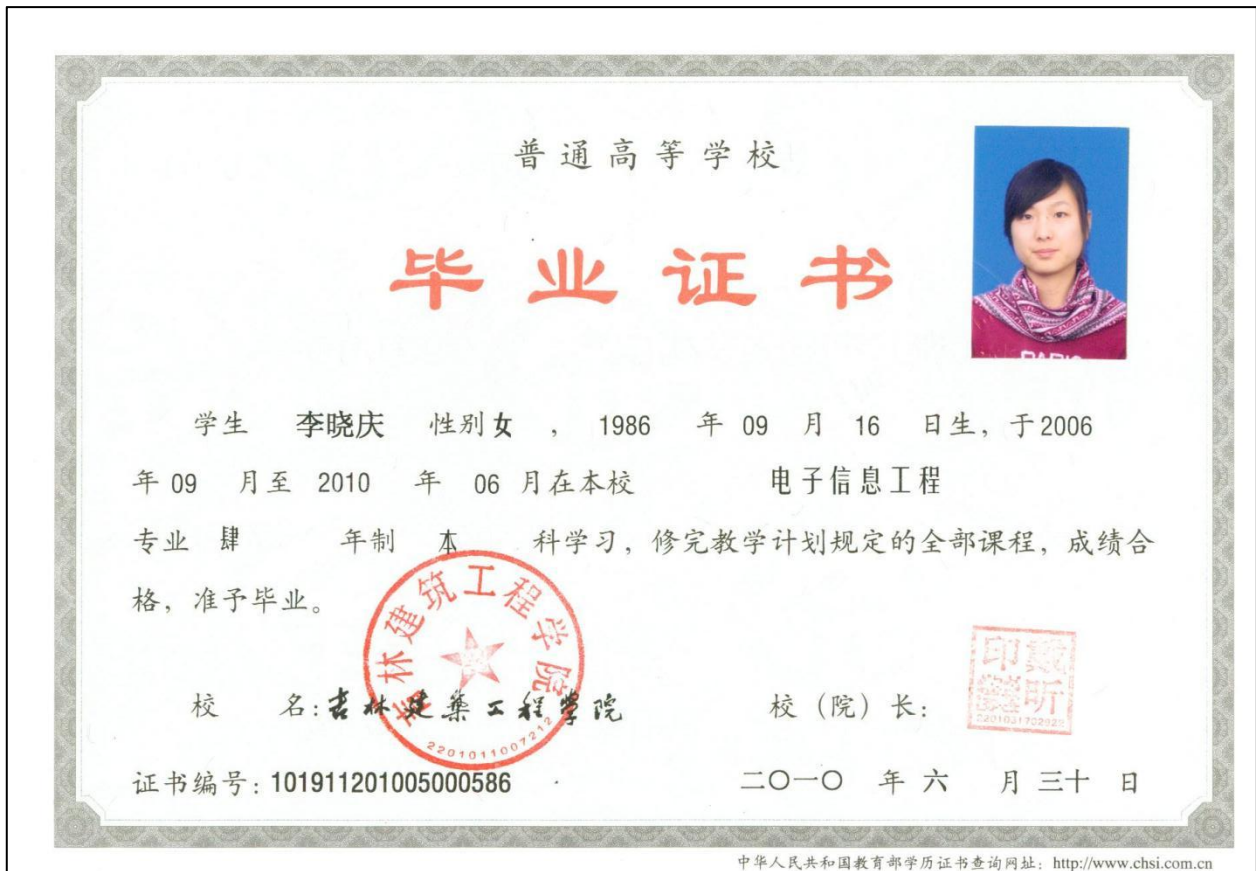 普通高等学校
毕业证书
PARIS
学生 李晓庆 性别女 , 1986 年 09 月 16 日生, 于2006
年 09 月至 2010 年 06 月在本校 电子信息工程
专业 肆 年制 本 科学习, 修完教学计划规定的全部课程, 成绩合
格, 准予毕业。
吉林建筑工程学院
2201011007212
校 名: 吉林建築工程學院
校 (院) 长:
戴昕
印
证书编号: 101911201005000586
二〇一〇 年 六 月 三十 日
中华人民共和国教育部学历证书查询网址: http://www.chsi.com.cn